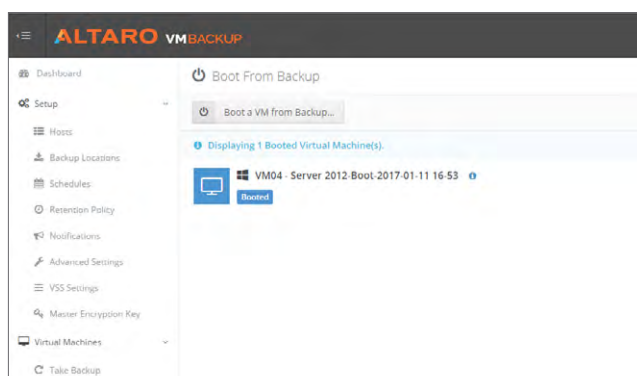 ALTARO VMBACKUP
Dashboard
Setup
Hosts
Backup Locations
Schedules
Retention Policy
Notifications
Advanced Settings
VSS Settings
Master Encryption Key
Virtual Machines
Take Backup
Boot From Backup
Boot a VM from Backup...
Displaying 1 Booted Virtual Machine(s).
VM04 - Server 2012-Boot-2017-01-11 16-53
Booted